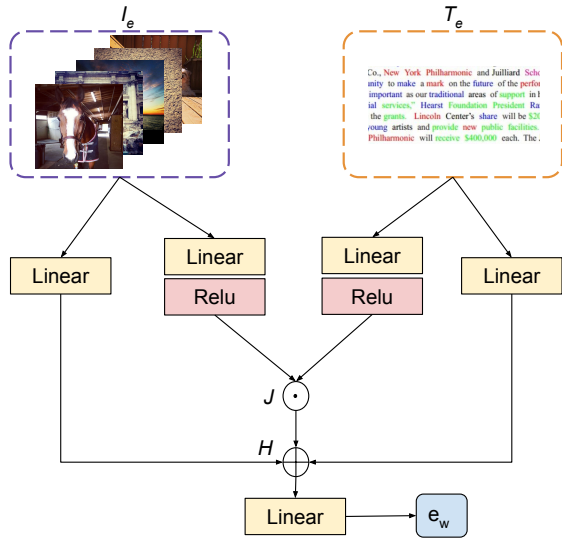 I_e T_e
Co., New York Philharmonic and Juilliard
to make a mark on the future of the
important as our traditional areas of support in
services,” Hearst Foundation President
the grants. Lincoln Center’s share will be
young artists and provide new public facilities.
Philharmonic will receive $400,000 each. The
Linear Linear Linear Linear
Relu Relu
J
H
Linear e_w